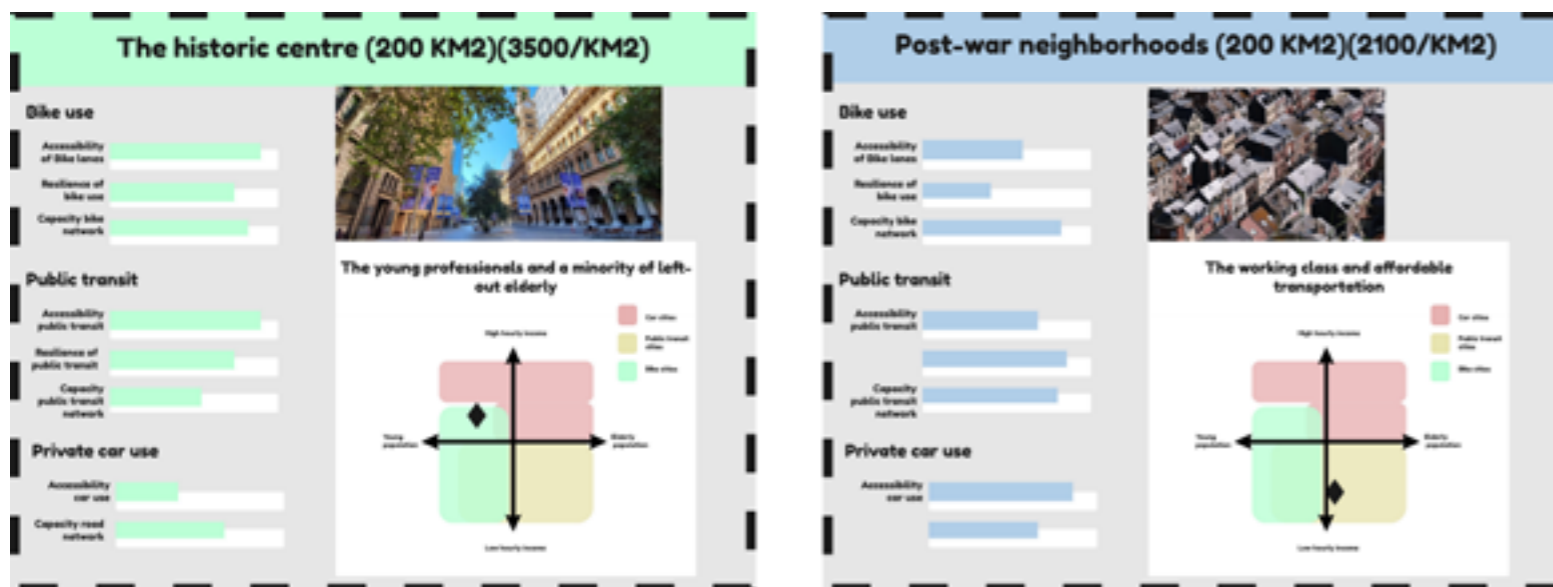 The historic centre (200 KM2)(3500/KM2)
Bike use
Accessibility
of Bike lanes
Resilience of
bike use
Capacity bike
network
Public transit
Accessibility
public transit
Resilience of
public transit
Capacity
public transit
network
Private car use
Accessibility
car use
Capacity road
network
The young professionals and a minority of left-
out elderly
Car cities
Public transit
cities
Bike cities
High hourly income
Young
population
Elderly
population
Low hourly income
Post-war neighborhoods (200 KM2)(2100/KM2)
Bike use
Accessibility
of Bike lanes
Resilience of
bike use
Capacity bike
network
Public transit
Accessibility
public transit
Capacity
public transit
network
Private car use
Accessibility
car use
The working class and affordable
transportation
Car cities
Public transit
cities
Bike cities
High hourly income
Young
population
Elderly
population
Low hourly income